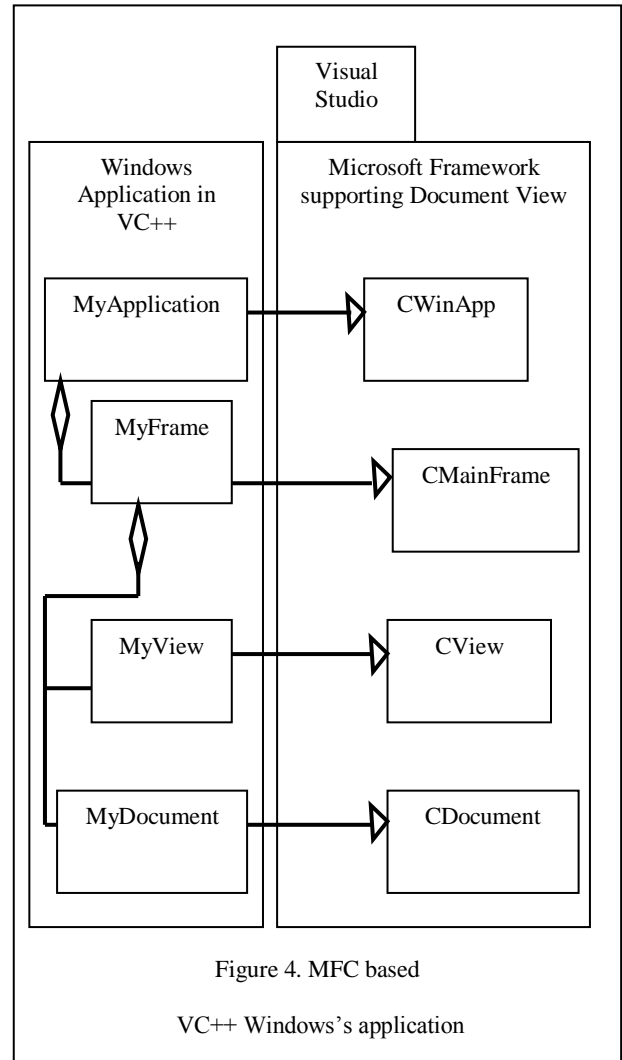 Visual
Studio
Windows
Application in
VC++
Microsoft Framework
supporting Document View
MyApplication
CWinApp
MyFrame
CMainFrame
MyView
CView
MyDocument
CDocument
Figure 4. MFC based
VC++ Windows’s application